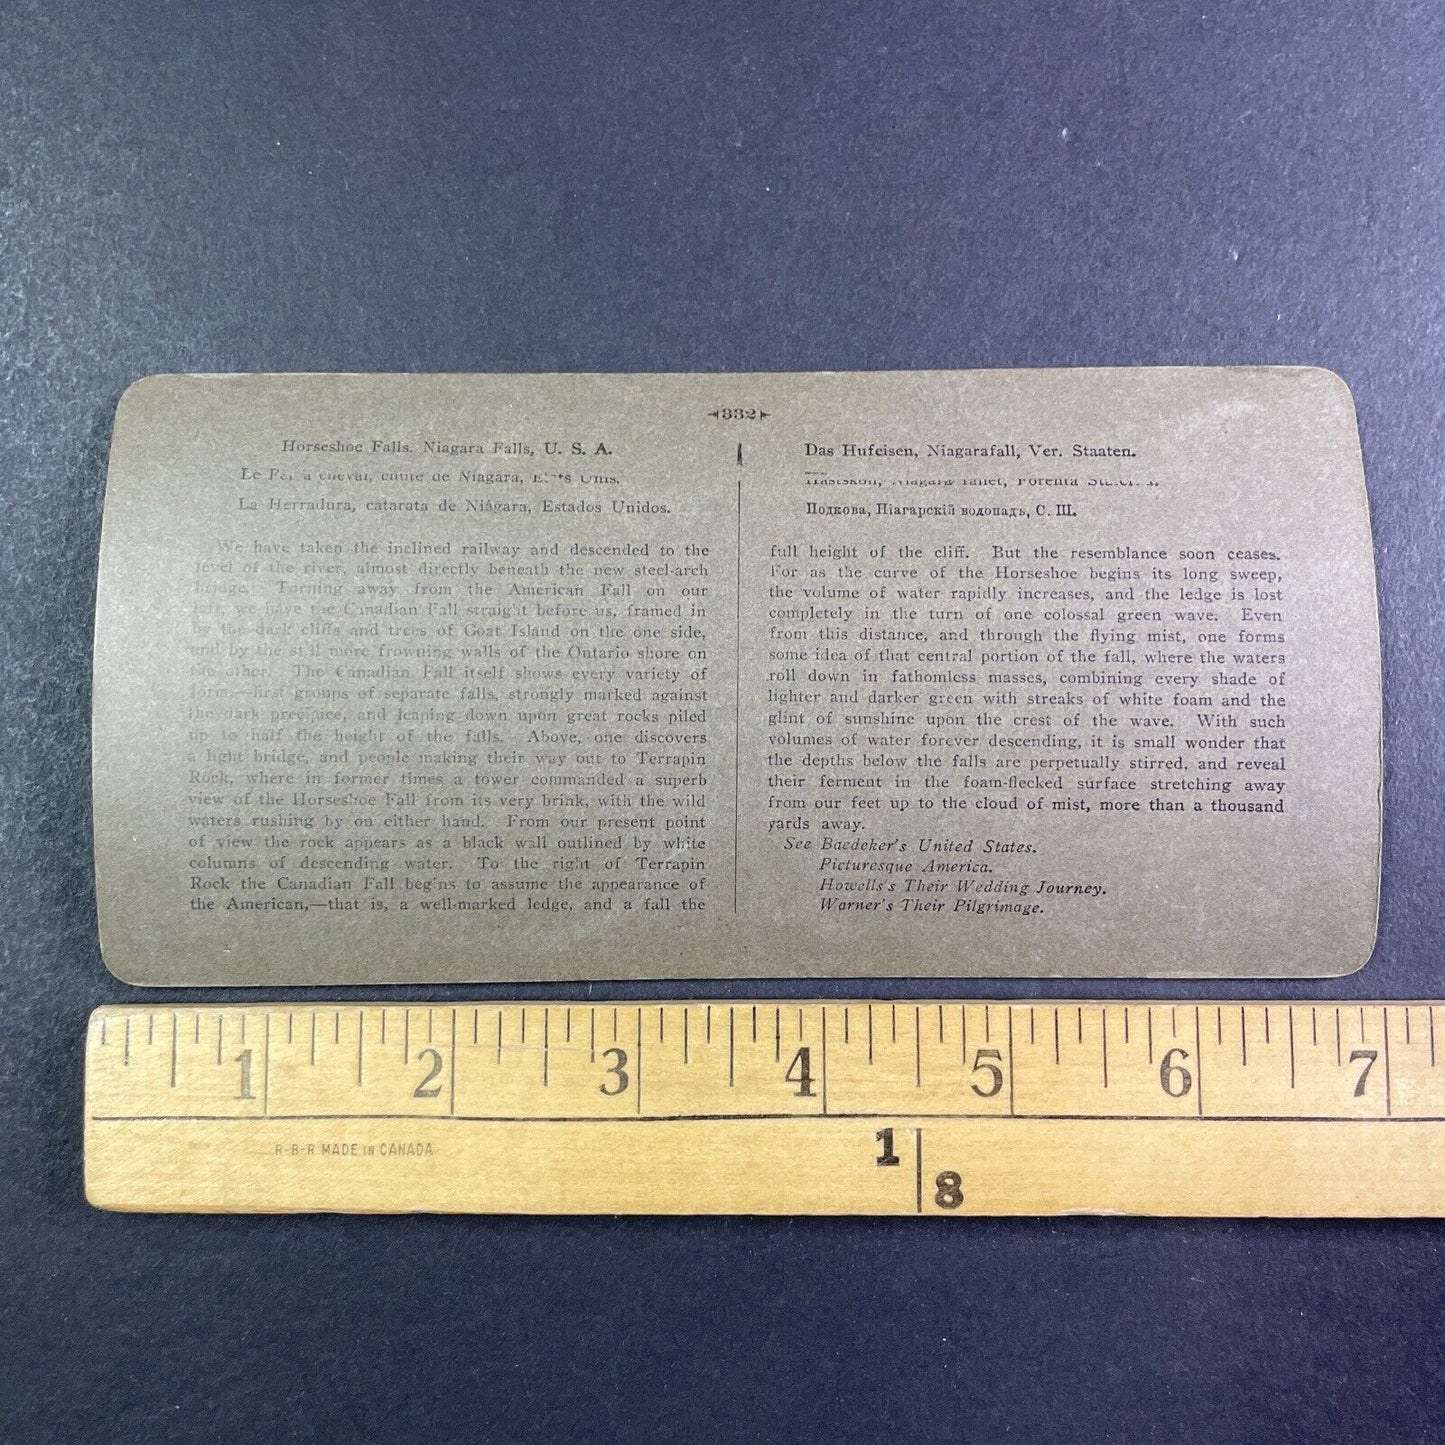 332
Horseshoe Falls. Niagara Falls, U. S. A.
Le Fer à cheval, chute de Niagara, Unis.
La Herradura, catarata de Niágara, Estados Unidos.
We have taken the inclined railway and descended to the
level of the river, almost directly beneath the new steel-arch
bridge. Turning away from the American Fall on our
left, we have the Canadian Fall straight before us, framed in
by the dark cliffs and trees of Goat Island on the one side,
and by the still more frowning walls of the Ontario shore on
the other. The Canadian Fall itself shows every variety of
form,—first groups of separate falls, strongly marked against
the dark precipice, and leaping down upon great rocks piled
up to half the height of the falls. Above, one discovers
a light bridge, and people making their way out to Terrapin
Rock, where in former times a tower commanded a superb
view of the Horseshoe Fall from its very brink, with the wild
waters rushing by on either hand. From our present point
of view the rock appears as a black wall outlined by white
columns of descending water. To the right of Terrapin
Rock the Canadian Fall begins to assume the appearance of
the American,—that is, a well-marked ledge, and a fall the
Das Hufeisen, Niagarafall, Ver. Staaten.
Hästskon, Niagara fallet, Förenta
Подкова, Ніагарскій водопадъ, С. Ш.
full height of the cliff. But the resemblance soon ceases.
For as the curve of the Horseshoe begins its long sweep,
the volume of water rapidly increases, and the ledge is lost
completely in the turn of one colossal green wave. Even
from this distance, and through the flying mist, one forms
some idea of that central portion of the fall, where the waters
roll down in fathomless masses, combining every shade of
lighter and darker green with streaks of white foam and the
glint of sunshine upon the crest of the wave. With such
volumes of water forever descending, it is small wonder that
the depths below the falls are perpetually stirred, and reveal
their ferment in the foam-flecked surface stretching away
from our feet up to the cloud of mist, more than a thousand
yards away.
See Baedeker's United States.
Picturesque America.
Howells's Their Wedding Journey.
Warner's Their Pilgrimage.
1 2 3 4 5 6 7
R-B-R MADE IN CANADA
1
8